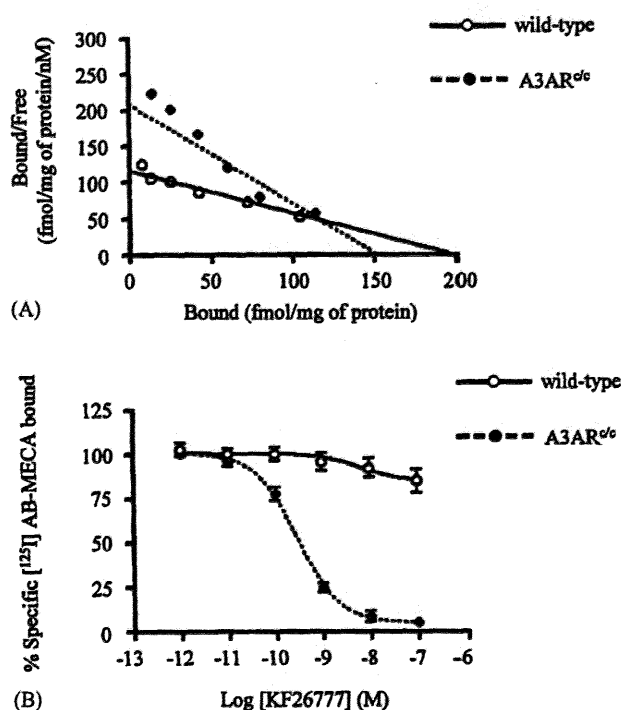 wild-type
A3ARᶜ/ᶜ
Bound/Free
(fmol/mg of protein/nM)
300
250
200
150
100
50
0
0 50 100 150 200
(A)
Bound (fmol/mg of protein)
wild-type
A3ARᶜ/ᶜ
% Specific [¹²⁵I] AB-MECA bound
125
100
75
50
25
0
-13 -12 -11 -10 -9 -8 -7 -6
(B)
Log [KF26777] (M)